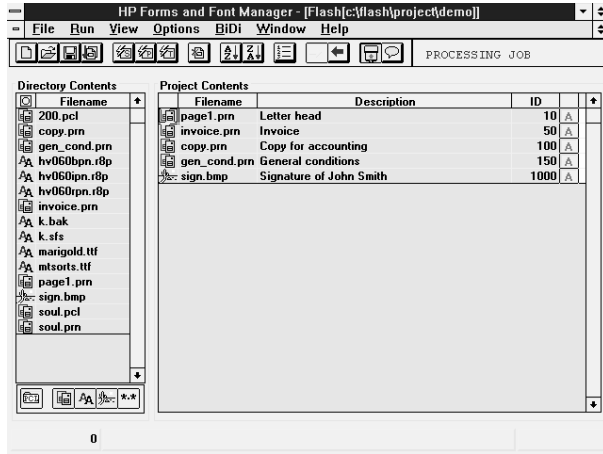 HP Forms and Font Manager - [Flash[c:\flash\project\demo]]
File Run View Options BiDi Window Help
PROCESSING JOB
Directory Contents
Filename
200.pcl
copy.prn
gen_cond.prn
hv060bpn.r8p
hv060ipn.r8p
hv060rpn.r8p
invoice.prn
k.bak
k.sfs
marigold.ttf
mtsorts.ttf
page1.prn
sign.bmp
soul.pcl
soul.prn
*.*
0
Project Contents
Filename Description ID
page1.prn Letter head 10 A
invoice.prn Invoice 50 A
copy.prn Copy for accounting 100 A
gen_cond.prn General conditions 150 A
sign.bmp Signature of John Smith 1000 A